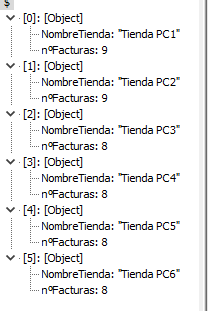 $
[0]: [Object]
NombreTienda: "Tienda PC1"
nºFacturas: 9
[1]: [Object]
NombreTienda: "Tienda PC2"
nºFacturas: 9
[2]: [Object]
NombreTienda: "Tienda PC3"
nºFacturas: 8
[3]: [Object]
NombreTienda: "Tienda PC4"
nºFacturas: 8
[4]: [Object]
NombreTienda: "Tienda PC5"
nºFacturas: 8
[5]: [Object]
NombreTienda: "Tienda PC6"
nºFacturas: 8